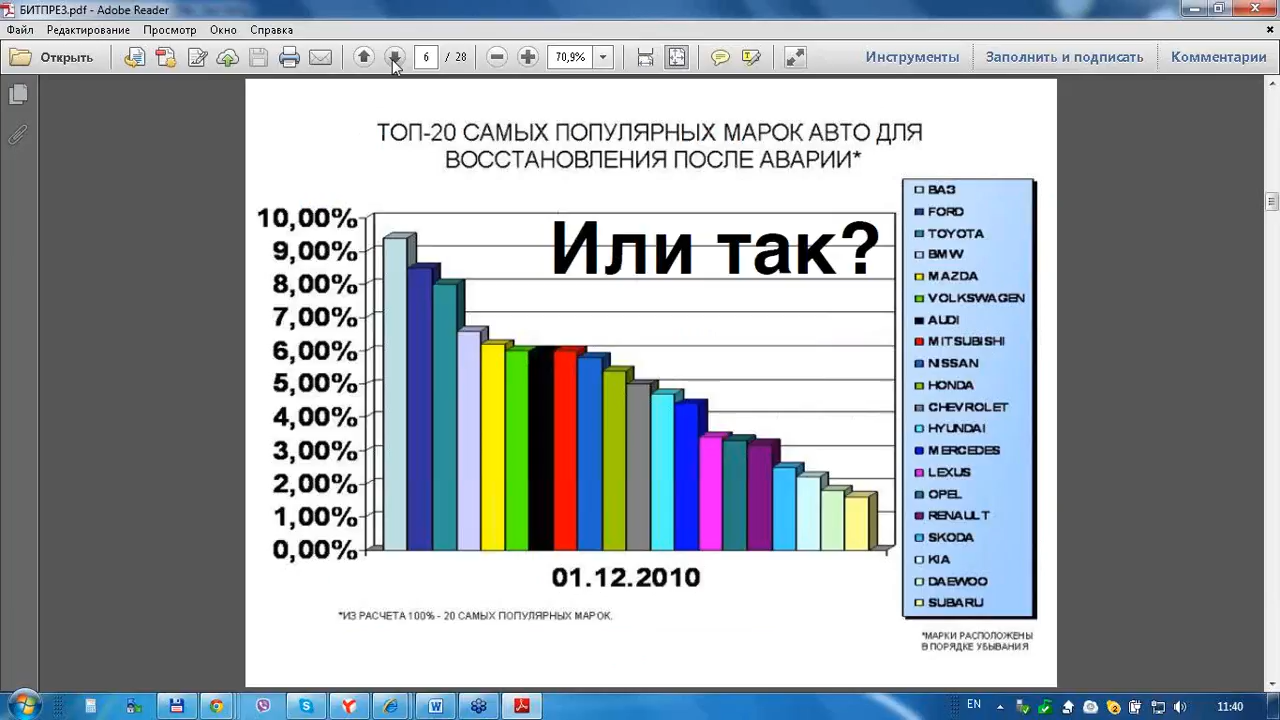 БИТПРЕЗ.pdf - Adobe Reader
Файл Редактирование Просмотр Окно Справка
Открыть 6 / 28 70,9% Инструменты Заполнить и подписать Комментарии
ТОП-20 САМЫХ ПОПУЛЯРНЫХ МАРОК АВТО ДЛЯ
ВОССТАНОВЛЕНИЯ ПОСЛЕ АВАРИИ*
Или так?
10,00%
9,00%
8,00%
7,00%
6,00%
5,00%
4,00%
3,00%
2,00%
1,00%
0,00%
01.12.2010
ВАЗ
FORD
TOYOTA
BMW
MAZDA
VOLKSWAGEN
AUDI
MITSUBISHI
NISSAN
HONDA
CHEVROLET
HYUNDAI
MERCEDES
LEXUS
OPEL
RENAULT
SKODA
KIA
DAEWOO
SUBARU
*ИЗ РАСЧЕТА 100% - 20 САМЫХ ПОПУЛЯРНЫХ МАРОК.
*МАРКИ РАСПОЛОЖЕНЫ
В ПОРЯДКЕ УБЫВАНИЯ
EN 11:40